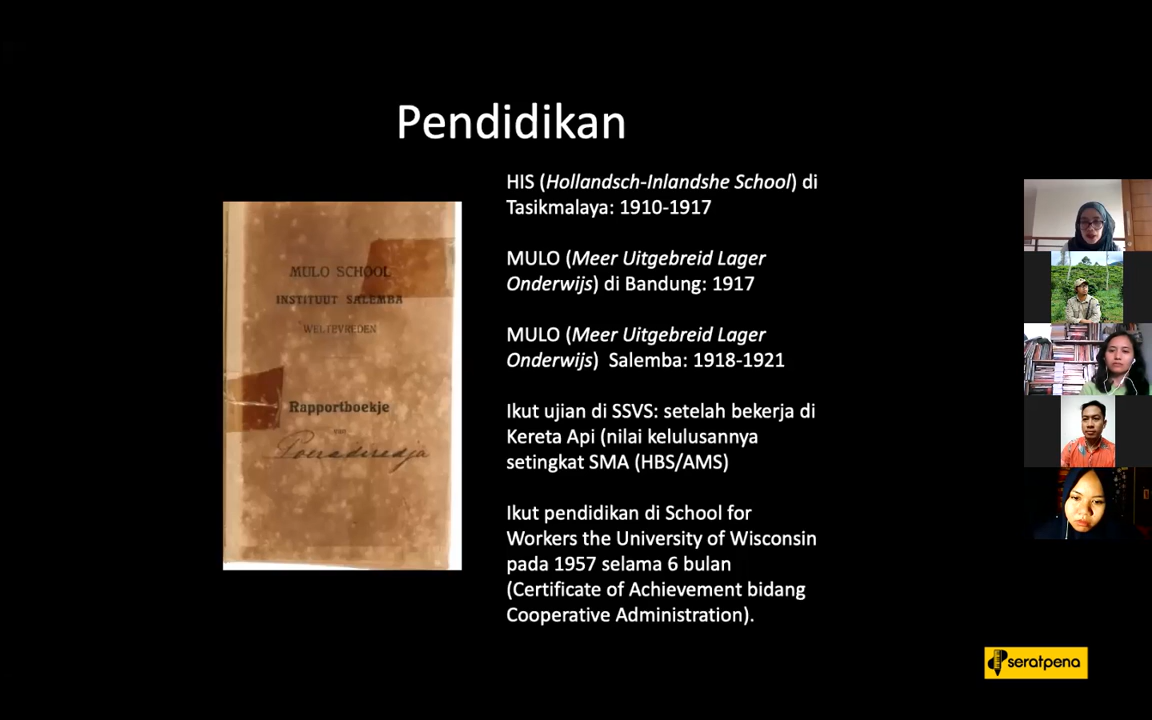 Pendidikan
MULO SCHOOL
INSTITUUT SALEMBA
WELTEVREDEN
Rapportboekje
van
Poeradiredja
HIS (Hollandsch-Inlandshe School) di
Tasikmalaya: 1910-1917
MULO (Meer Uitgebreid Lager
Onderwijs) di Bandung: 1917
MULO (Meer Uitgebreid Lager
Onderwijs)  Salemba: 1918-1921
Ikut ujian di SSVS: setelah bekerja di
Kereta Api (nilai kelulusannya
setingkat SMA (HBS/AMS)
Ikut pendidikan di School for
Workers the University of Wisconsin
pada 1957 selama 6 bulan
(Certificate of Achievement bidang
Cooperative Administration).
seratpena